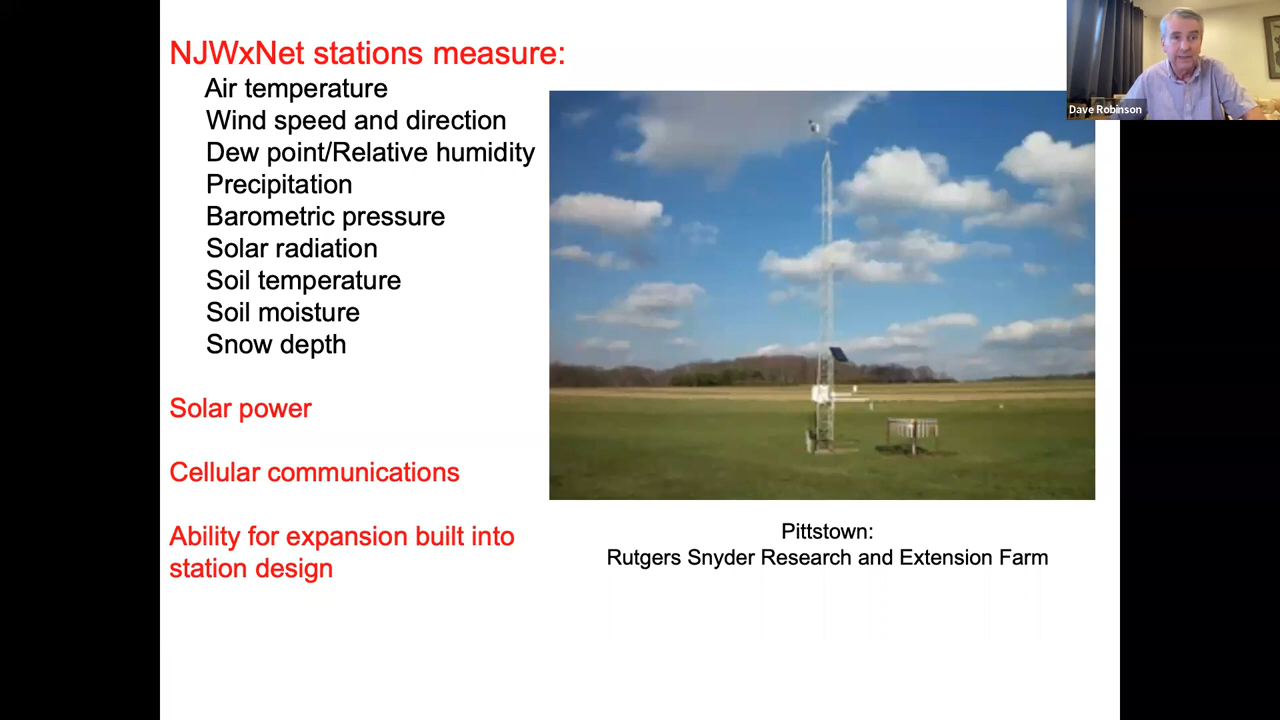 NJWxNet stations measure:
Air temperature
Wind speed and direction
Dew point/Relative humidity
Precipitation
Barometric pressure
Solar radiation
Soil temperature
Soil moisture
Snow depth
Solar power
Cellular communications
Ability for expansion built into
station design
Pittstown:
Rutgers Snyder Research and Extension Farm
Dave Robinson